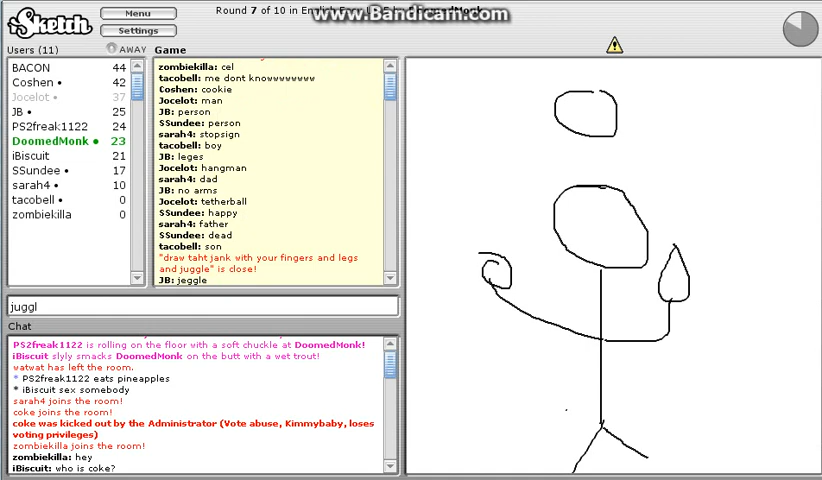 www.Bandicam.com
iSketch
Menu
Settings
Round 7 of 10 in English
Users (11)
AWAY
Game
BACON 44
Coshen • 42
Jocelot • 37
JB • 25
PS2freak1122 24
DoomedMonk • 23
iBiscuit 21
SSundee • 17
sarah4 • 10
tacobell • 0
zombiekilla 0
zombiekilla: cel
tacobell: me dont knowwwwwwww
Coshen: cookie
Jocelot: man
JB: person
SSundee: person
sarah4: stopsign
tacobell: boy
JB: leges
Jocelot: hangman
sarah4: dad
JB: no arms
Jocelot: tetherball
SSundee: happy
sarah4: father
SSundee: dead
tacobell: son
"draw taht jank with your fingers and legs
and juggle" is close!
JB: jeggle
juggl
Chat
PS2freak1122 is rolling on the floor with a soft chuckle at DoomedMonk!
iBiscuit slyly smacks DoomedMonk on the butt with a wet trout!
watwat has left the room.
* PS2freak1122 eats pineapples
* iBiscuit sex somebody
sarah4 joins the room!
coke joins the room!
coke was kicked out by the Administrator (Vote abuse, Kimmybaby, loses
voting privileges)
zombiekilla joins the room!
zombiekilla: hey
iBiscuit: who is coke?